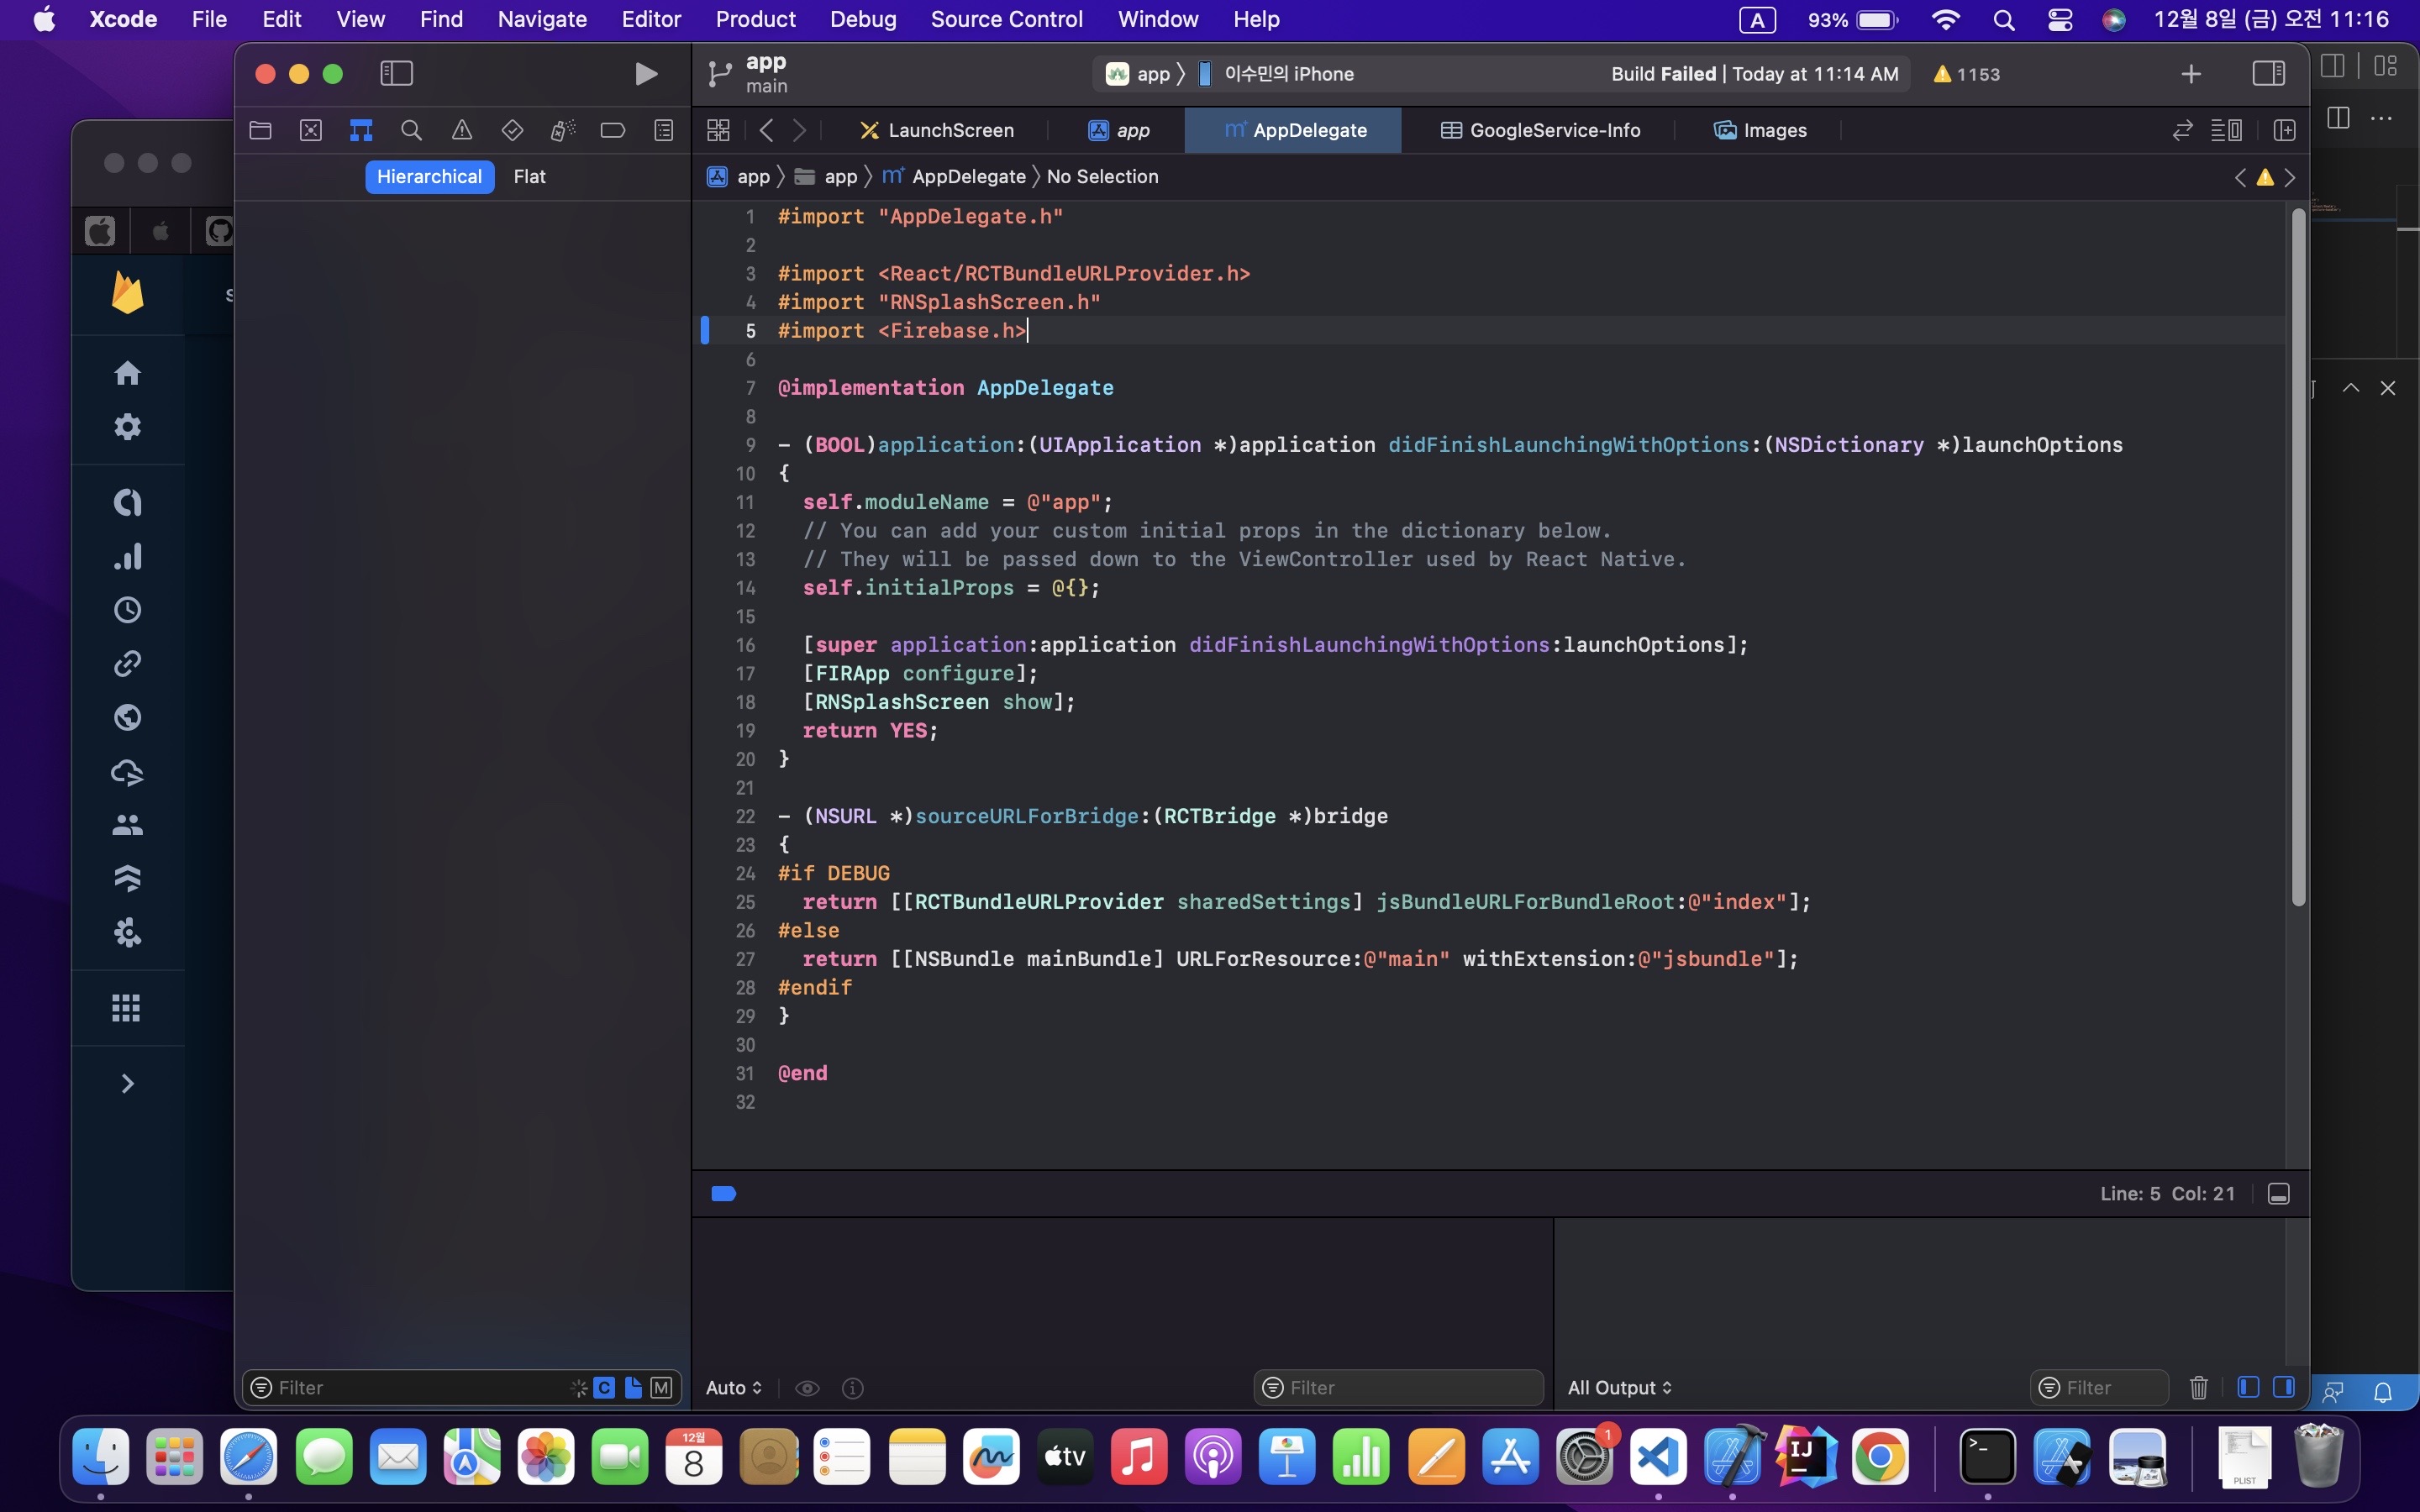 Xcode File Edit View Find Navigate Editor Product Debug Source Control Window Help A 93% 12월 8일 (금) 오전 11:16
app
main
app 이수민의 iPhone Build Failed | Today at 11:14 AM 1153
LaunchScreen app AppDelegate GoogleService-Info Images
Hierarchical Flat
app app AppDelegate No Selection
1 #import "AppDelegate.h"
2
3 #import <React/RCTBundleURLProvider.h>
4 #import "RNSplashScreen.h"
5 #import <Firebase.h>
6
7 @implementation AppDelegate
8
9 - (BOOL)application:(UIApplication *)application didFinishLaunchingWithOptions:(NSDictionary *)launchOptions
10 {
11 self.moduleName = @"app";
12 // You can add your custom initial props in the dictionary below.
13 // They will be passed down to the ViewController used by React Native.
14 self.initialProps = @{};
15
16 [super application:application didFinishLaunchingWithOptions:launchOptions];
17 [FIRApp configure];
18 [RNSplashScreen show];
19 return YES;
20 }
21
22 - (NSURL *)sourceURLForBridge:(RCTBridge *)bridge
23 {
24 #if DEBUG
25 return [[RCTBundleURLProvider sharedSettings] jsBundleURLForBundleRoot:@"index"];
26 #else
27 return [[NSBundle mainBundle] URLForResource:@"main" withExtension:@"jsbundle"];
28 #endif
29 }
30
31 @end
32
Line: 5 Col: 21
Filter C M Auto Filter All Output Filter
12월
8
tv
1
IJ
>_
PLIST